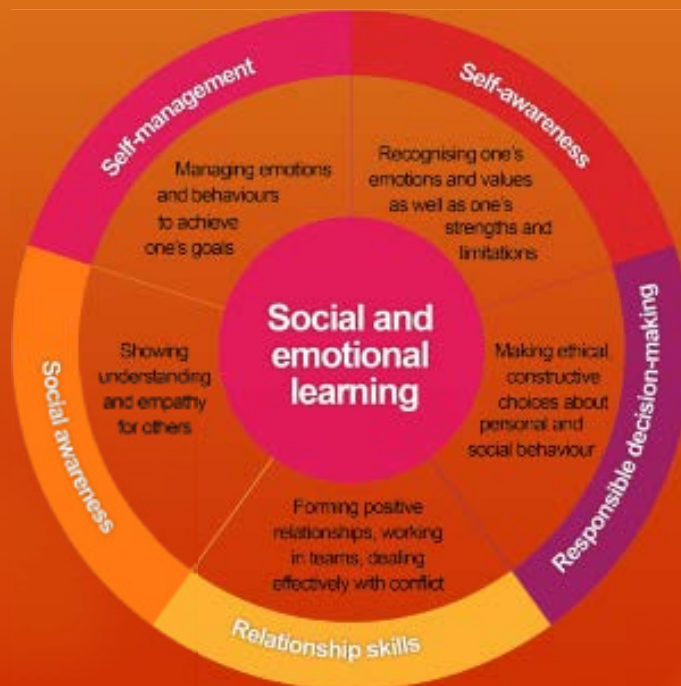 Self-management
Managing emotions
and behaviours
to achieve
one's goals
Self-awareness
Recognising one's
emotions and values
as well as one's
strengths and
limitations
Social and
emotional
learning
Social awareness
Showing
understanding
and empathy
for others
Responsible decision-making
Making ethical,
constructive
choices about
personal and
social behaviour
Forming positive
relationships, working
in teams, dealing
effectively with conflict
Relationship skills